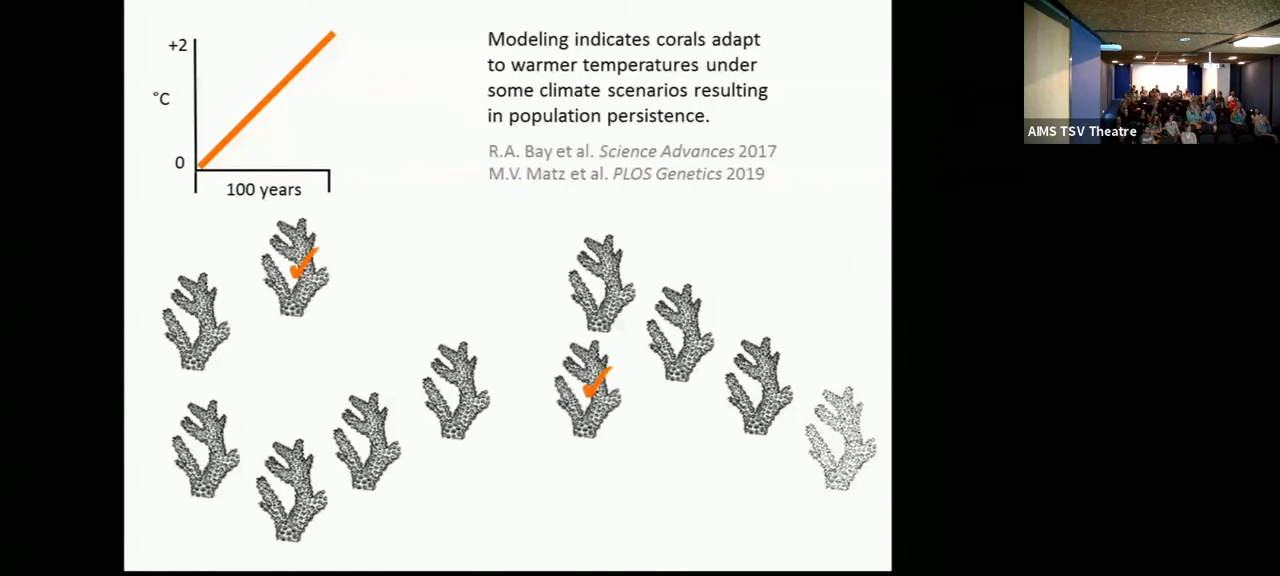 +2
°C
0
100 years
Modeling indicates corals adapt
to warmer temperatures under
some climate scenarios resulting
in population persistence.
R.A. Bay et al. Science Advances 2017
M.V. Matz et al. PLOS Genetics 2019
AIMS TSV Theatre